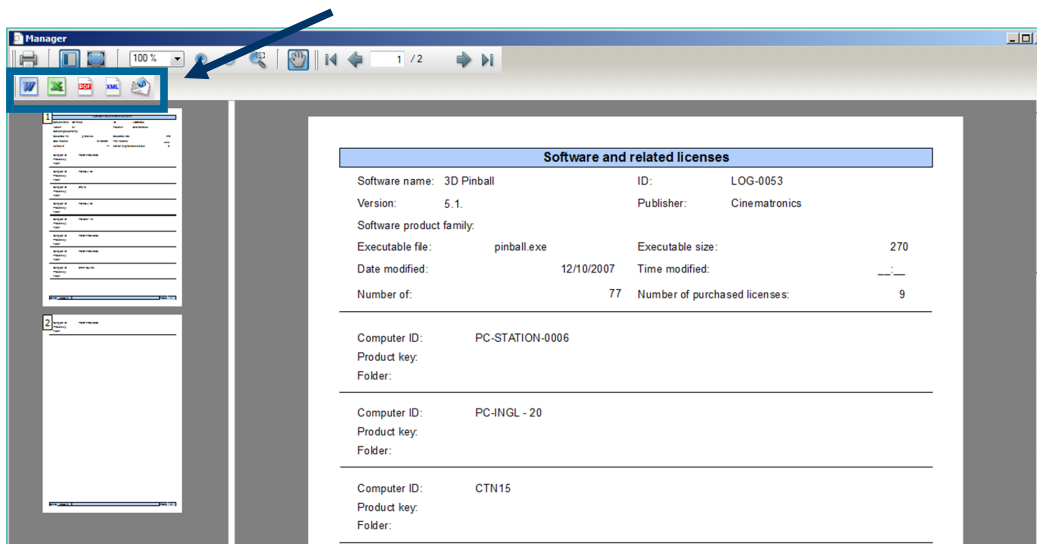 Manager
100 %
1 /2
W X PDF XML
1
2
Software and related licenses
Software name: 3D Pinball ID: LOG-0053
Version: 5.1. Publisher: Cinematronics
Software product family:
Executable file: pinball.exe Executable size: 270
Date modified: 12/10/2007 Time modified: __:__
Number of: 77 Number of purchased licenses: 9
Computer ID: PC-STATION-0006
Product key:
Folder:
Computer ID: PC-INGL - 20
Product key:
Folder:
Computer ID: CTN15
Product key:
Folder: